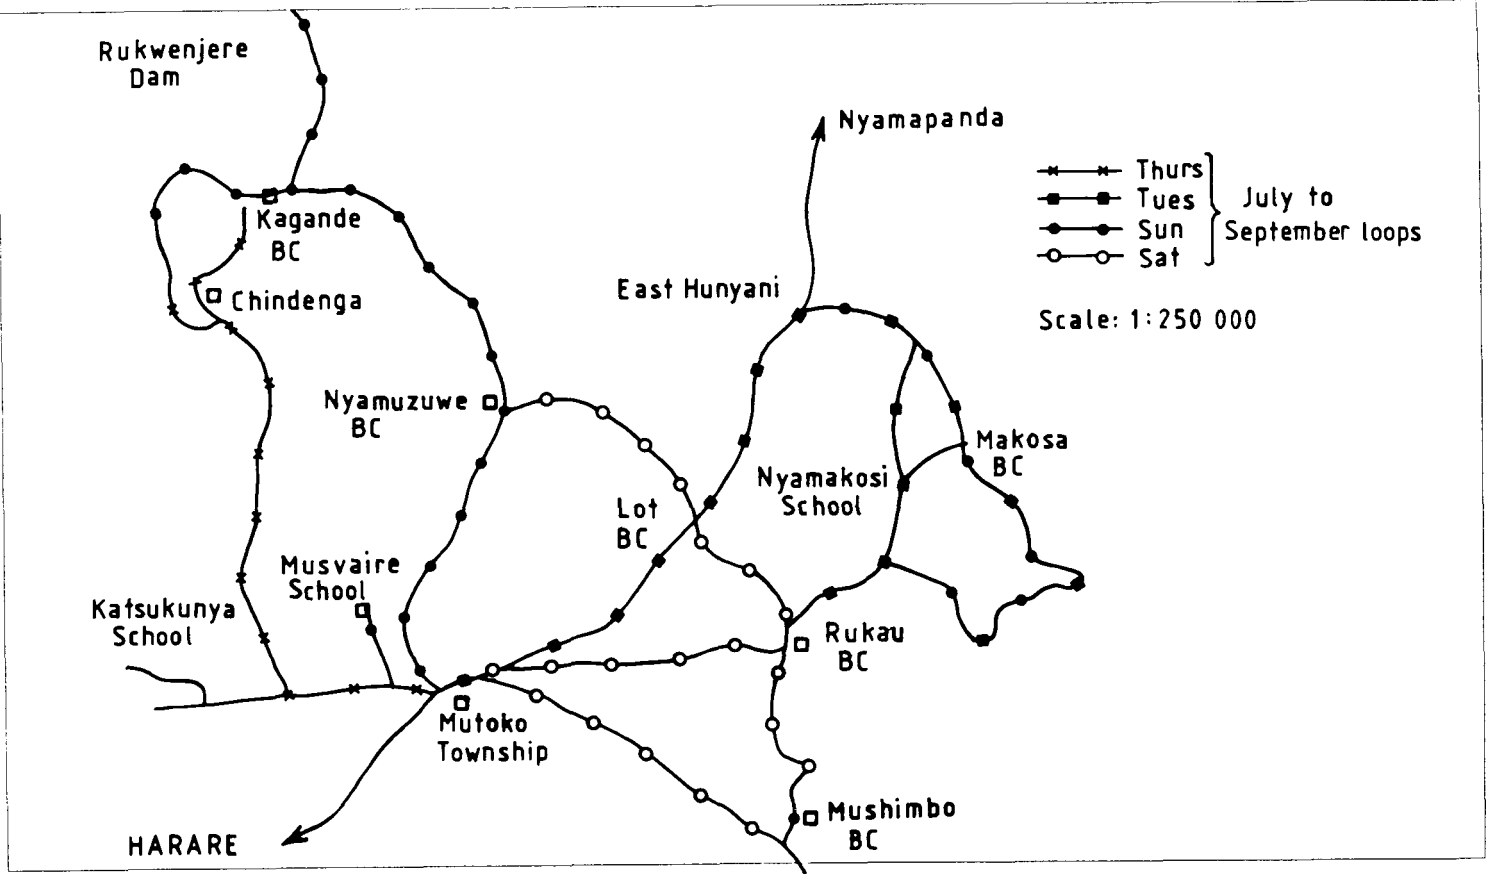 Rukwenjere
Dam
Nyamapanda
Thurs
Tues
Sun
Sat
July to
September loops
Kagande
BC
Chindenga
East Hunyani
Scale: 1:250 000
Nyamuzuwe
BC
Makosa
BC
Nyamakosi
School
Lot
BC
Musvaire
School
Katsukunya
School
Rukau
BC
Mutoko
Township
Mushimbo
BC
HARARE